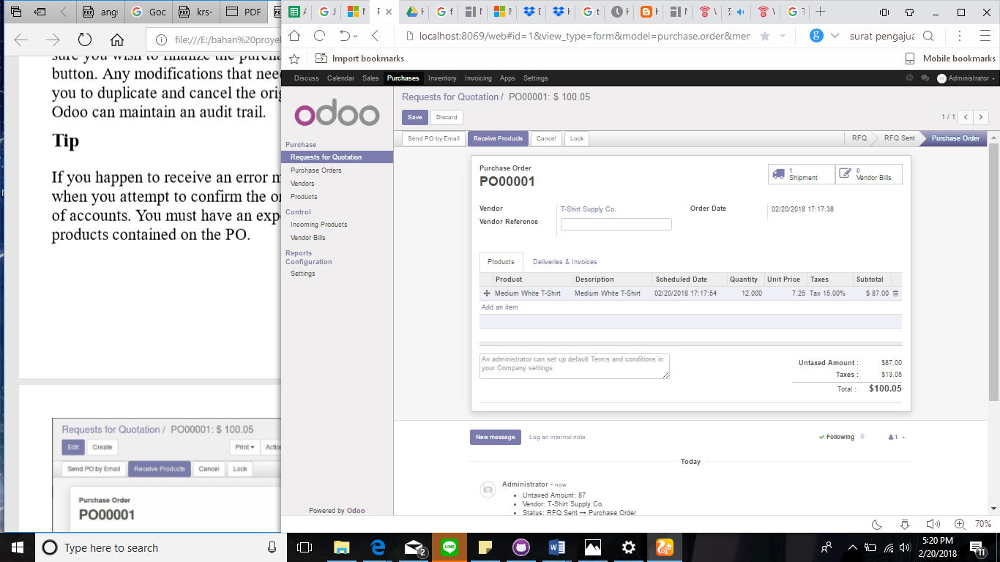 ang
Goc
krs-
PDF
file:///E:/bahan%20proyel
sure you wish to finalize the purcha
button. Any modifications that nee
you to duplicate and cancel the orig
Odoo can maintain an audit trail.
Tip
If you happen to receive an error m
when you attempt to confirm the or
of accounts. You must have an exp
products contained on the PO.
Requests for Quotation / PO00001: $ 100.05
Edit Create Print Actio
Send PO by Email Receive Products Cancel Lock
Purchase Order
PO00001
localhost:8069/web#id=1&view_type=form&model=purchase.order&mer
surat pengajua
Import bookmarks
Mobile bookmarks
Discuss Calendar Sales Purchases Inventory Invoicing Apps Settings
Administrator
odoo
Purchase
Requests for Quotation
Purchase Orders
Vendors
Products
Control
Incoming Products
Vendor Bills
Reports
Configuration
Settings
Powered by Odoo
Requests for Quotation / PO00001: $ 100.05
Save Discard
1 / 1
Send PO by Email Receive Products Cancel Lock
RFQ RFQ Sent Purchase Order
Purchase Order
PO00001
1
Shipment
0
Vendor Bills
Vendor T-Shirt Supply Co.
Order Date 02/20/2018 17:17:38
Vendor Reference
Products Deliveries & Invoices
Product Description Scheduled Date Quantity Unit Price Taxes Subtotal
Medium White T-Shirt Medium White T-Shirt 02/20/2018 17:17:54 12.000 7.25 Tax 15.00% $ 87.00
Add an item
An administrator can set up default Terms and conditions in
your Company settings.
Untaxed Amount : $87.00
Taxes : $13.05
Total : $100.05
New message Log an internal note
Following
1
Today
Administrator - now
Untaxed Amount: 87
Vendor: T-Shirt Supply Co.
Status: RFQ Sent → Purchase Order
70%
Type here to search
2
LINE
5:20 PM
2/20/2018
11